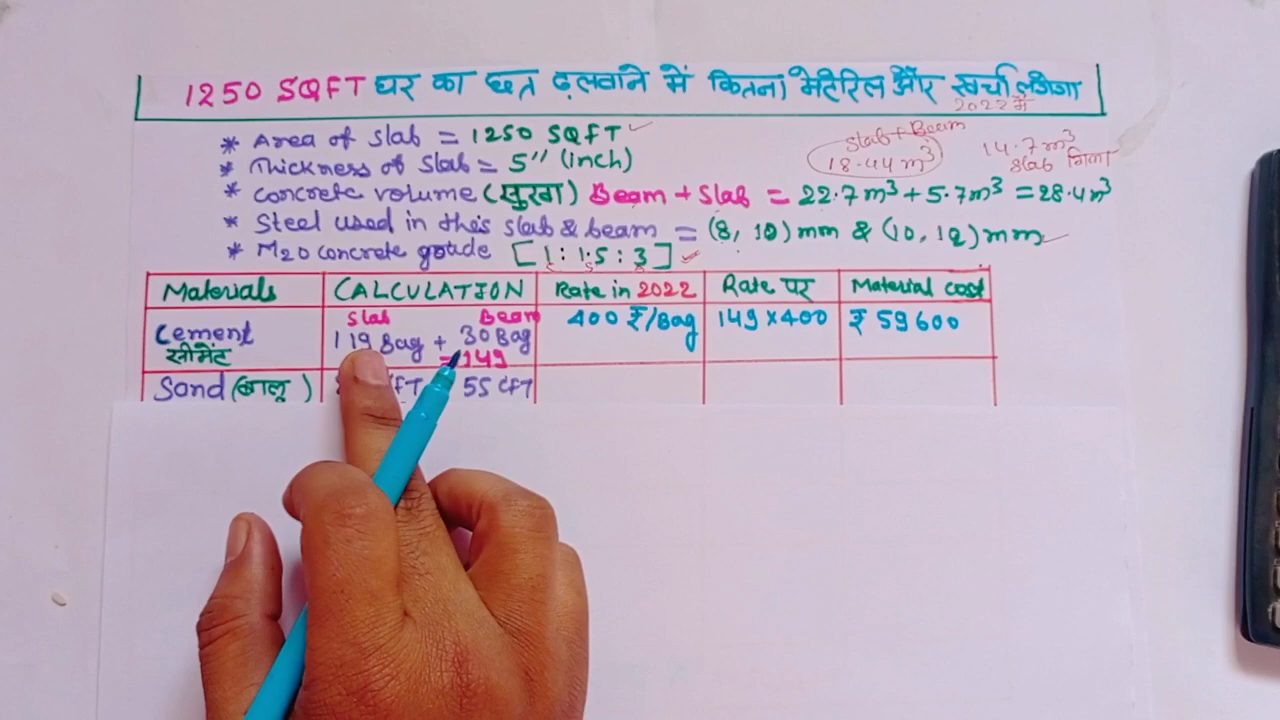 1250 SQFT घर का छत ढ़लवाने में कितना मेटेरिल और खर्चा लगेगा
2022 में
* Area of slab = 1250 SQFT ✓
* Thickness of slab = 5" (inch)
slab + Beam
18.44 m³
14.7 m³
slab
* concrete volume (खुरवा) Beam + Slab = 22.7 m³ + 5.7 m³ = 28.4 m³
* Steel used in this slab & beam = (8, 10) mm & (10, 12) mm
* M20 concrete grade [1 : 1.5 : 3] ✓
Materials CALCULATION Rate in 2022 Rate पर Material cost
Slab Beam
Cement 119 Bag + 30 Bag 400 ₹/Bag 149 X 400 ₹ 59600
सीमेंट = 149
Sand (बालू) FT 55 CFT